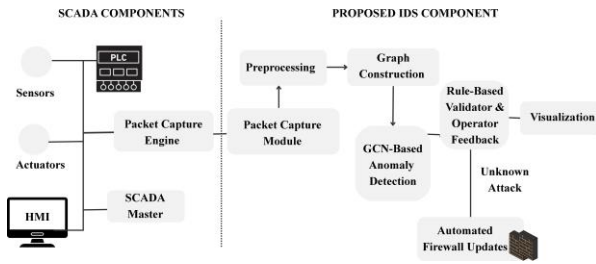 SCADA COMPONENTS
PROPOSED IDS COMPONENT
PLC
Sensors
Preprocessing
Graph
Construction
Rule-Based
Validator &
Operator
Feedback
Visualization
Packet Capture
Engine
Packet Capture
Module
Actuators
GCN-Based
Anomaly
Detection
Unknown
Attack
HMI
SCADA
Master
Automated
Firewall Updates